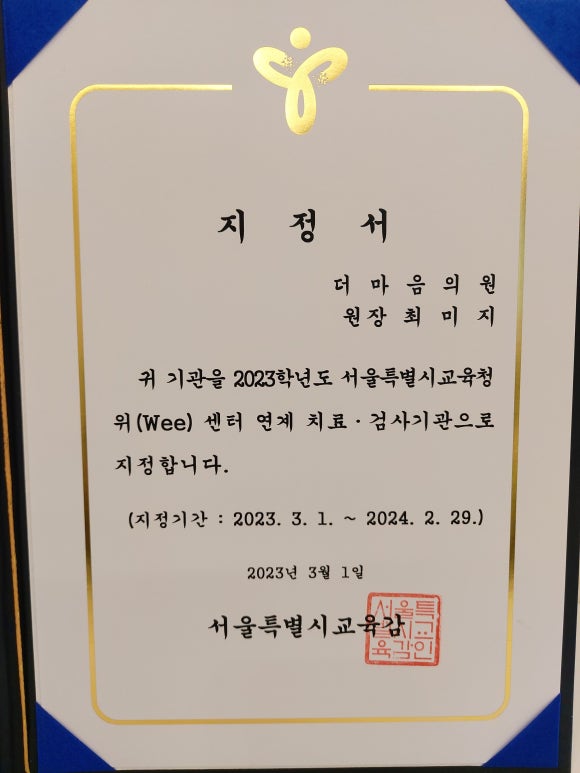 지 정 서
더 마 음 의 원
원장 최 미 지
귀 기관을 2023학년도 서울특별시교육청
위(Wee) 센터 연계 치료·검사기관으로
지정합니다.
(지정기간 : 2023. 3. 1. ~ 2024. 2. 29.)
2023년 3월 1일
서울특별시교육감
서울특
별시교
육감인